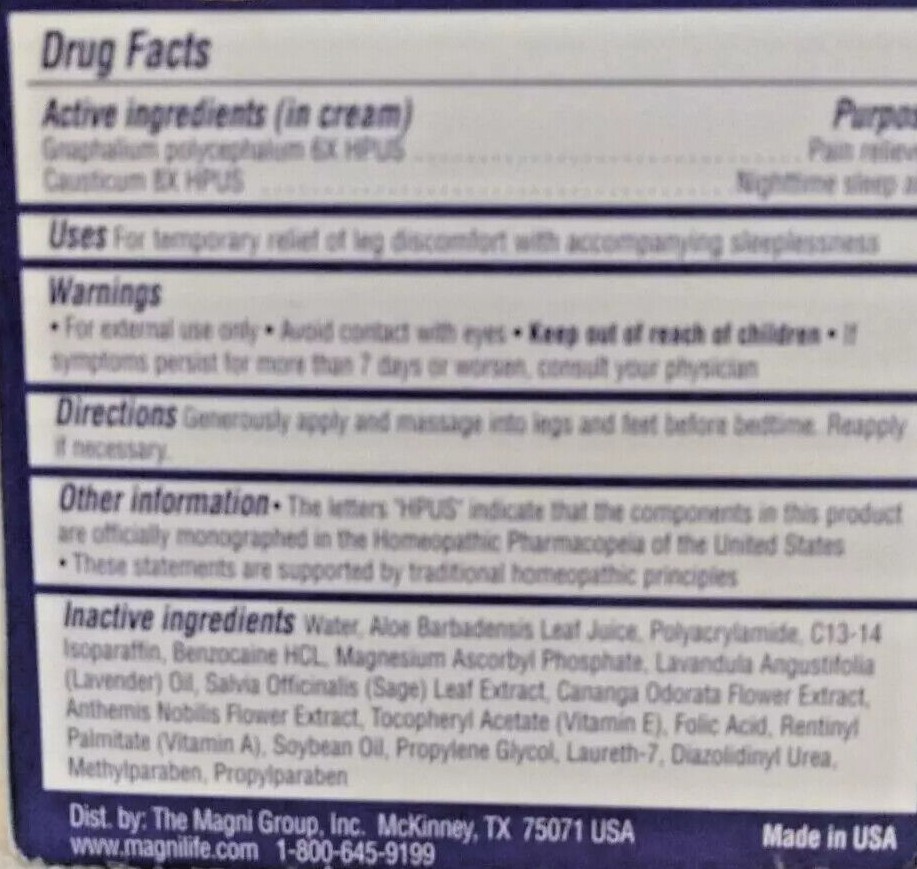 Drug Facts
Active ingredients (in cream) Purpos
Gnaphalium polycephalum 6X HPUS Pain relieve
Causticum 8X HPUS Nighttime sleep a
Uses For temporary relief of leg discomfort with accompanying sleeplessness
Warnings
• For external use only • Avoid contact with eyes • Keep out of reach of children • If
symptoms persist for more than 7 days or worsen, consult your physician
Directions Generously apply and massage into legs and feet before bedtime. Reapply
if necessary.
Other information• The letters "HPUS" indicate that the components in this product
are officially monographed in the Homeopathic Pharmacopeia of the United States
• These statements are supported by traditional homeopathic principles
Inactive ingredients Water, Aloe Barbadensis Leaf Juice, Polyacrylamide, C13-14
Isoparaffin, Benzocaine HCL, Magnesium Ascorbyl Phosphate, Lavandula Angustifolia
(Lavender) Oil, Salvia Officinalis (Sage) Leaf Extract, Cananga Odorata Flower Extract,
Anthemis Nobilis Flower Extract, Tocopheryl Acetate (Vitamin E), Folic Acid, Rentinyl
Palmitate (Vitamin A), Soybean Oil, Propylene Glycol, Laureth-7, Diazolidinyl Urea,
Methylparaben, Propylparaben
Dist. by: The Magni Group, Inc. McKinney, TX 75071 USA
www.magnilife.com 1-800-645-9199 Made in USA